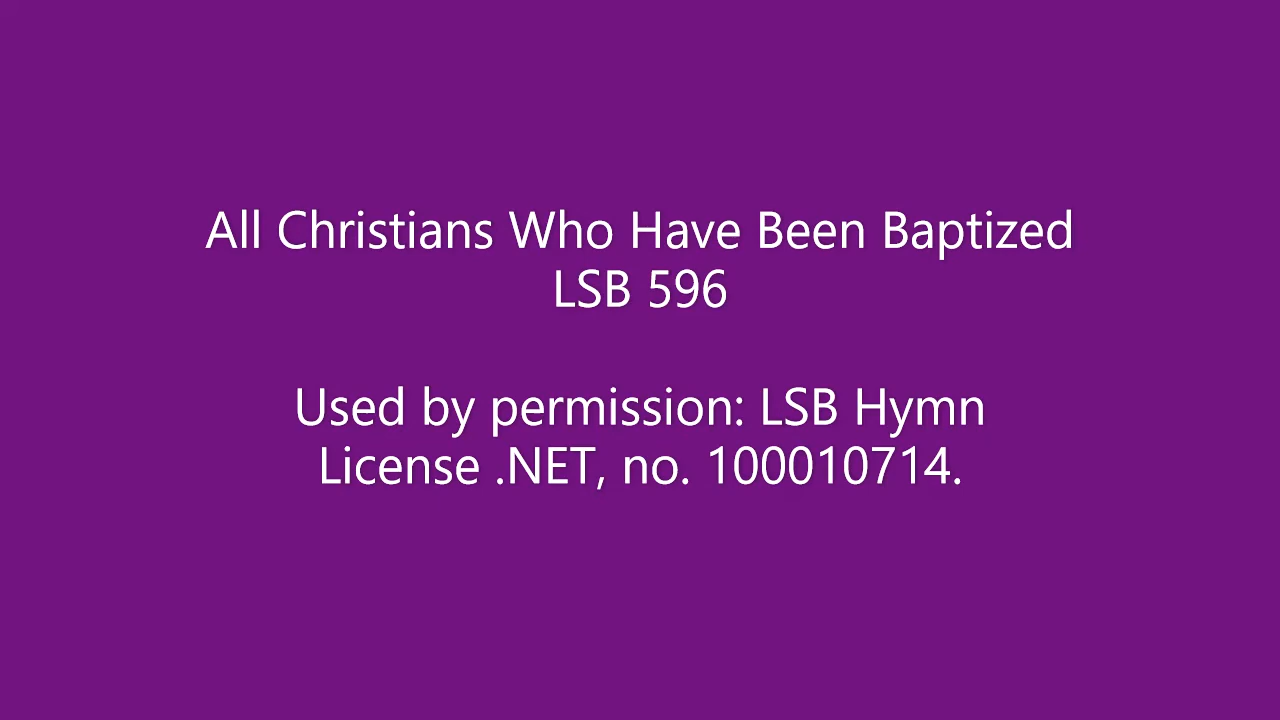 All Christians Who Have Been Baptized
LSB 596
Used by permission: LSB Hymn
License .NET, no. 100010714.